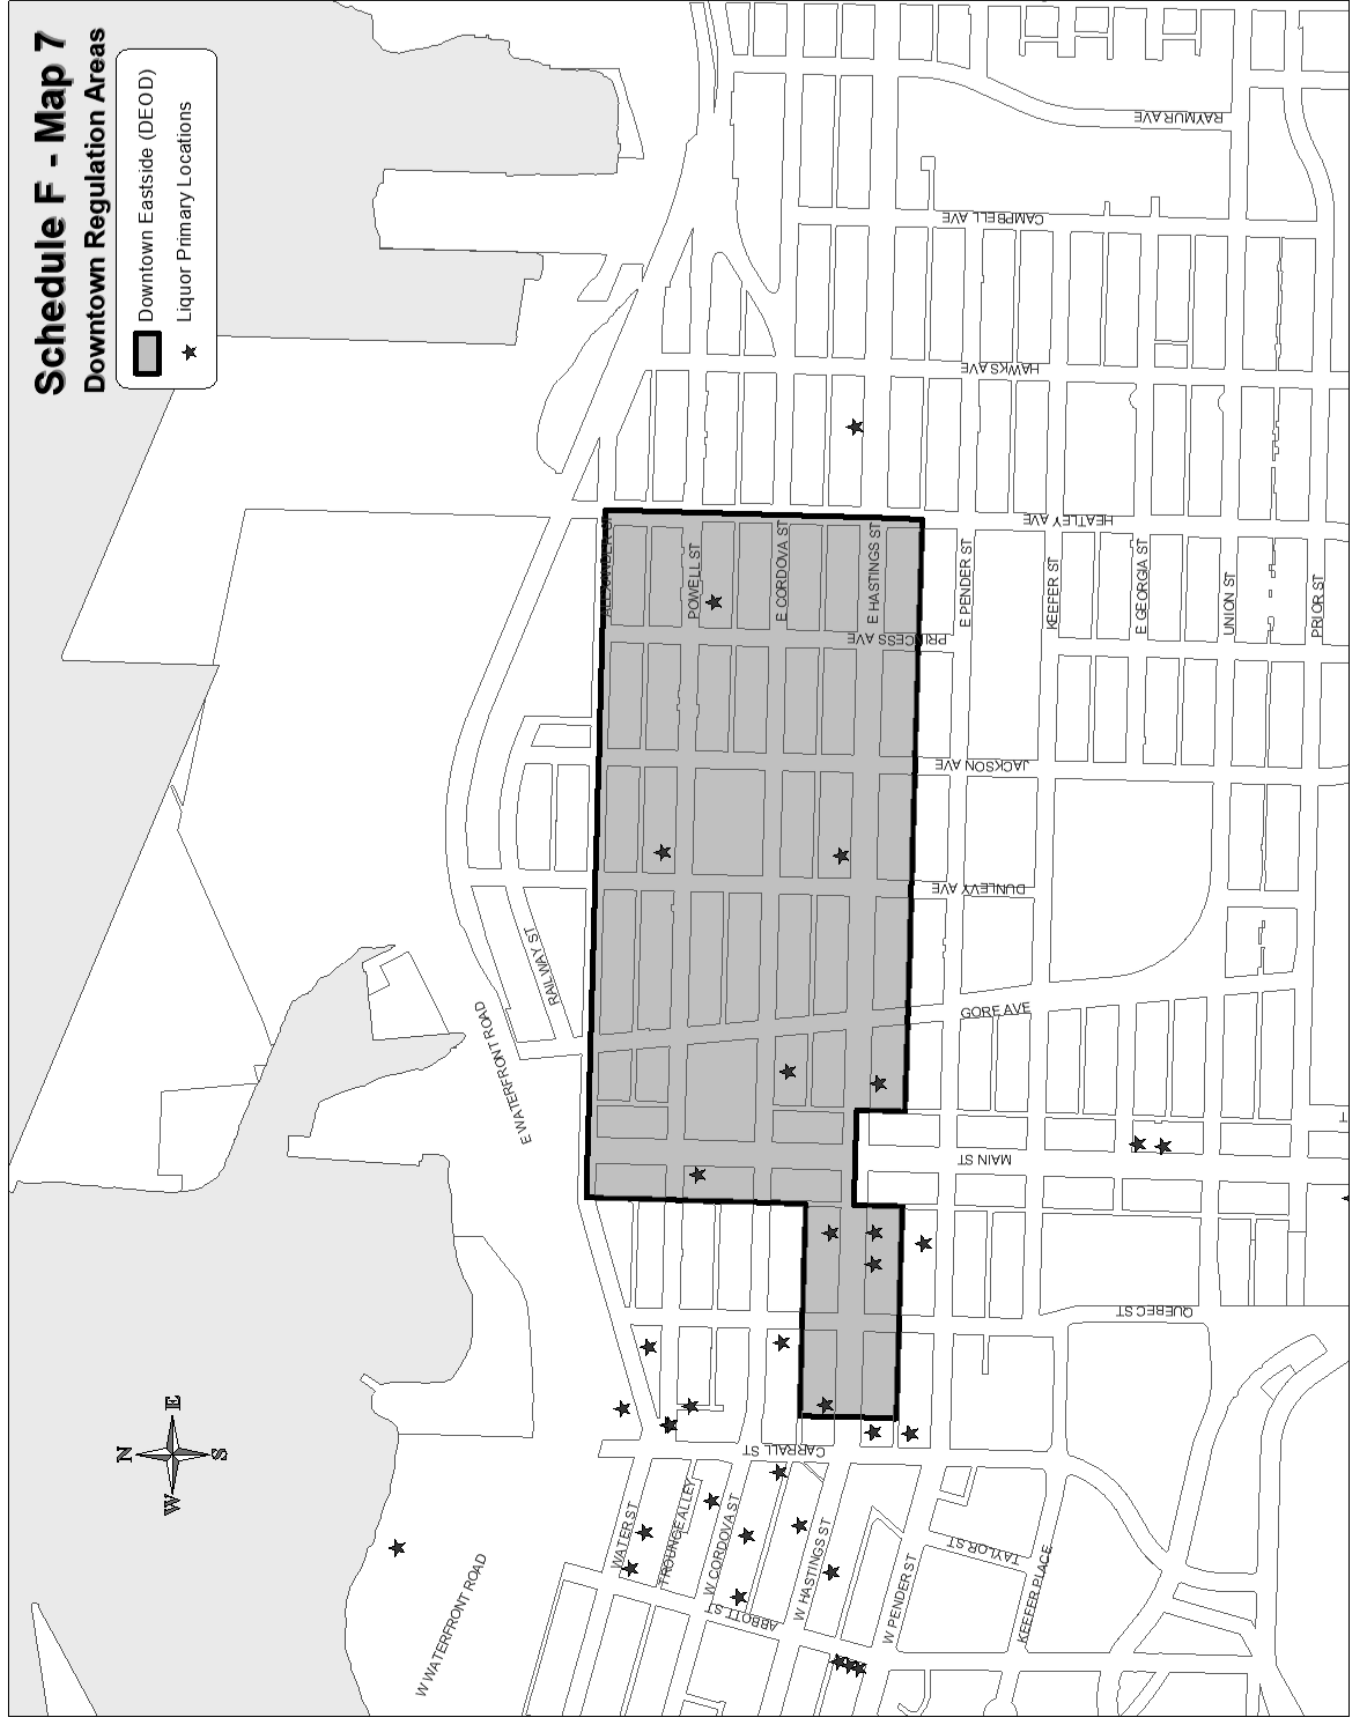 Schedule F - Map 7
Downtown Regulation Areas
Downtown Eastside (DEOD)
Liquor Primary Locations
N
W
E
S
RAYMUR AVE
CAMPBELL AVE
HAWKS AVE
HEATLEY AVE
ALEXANDER ST
POWELL ST
E CORDOVA ST
E HASTINGS ST
E PENDER ST
KEEFER ST
E GEORGIA ST
UNION ST
PRIOR ST
PRINCESS AVE
JACKSON AVE
DUNLEVY AVE
RAILWAY ST
E WATERFRONT ROAD
GORE AVE
MAIN ST
QUEBEC ST
CARRALL ST
WATER ST
TROUNCE ALLEY
W CORDOVA ST
W HASTINGS ST
W PENDER ST
TAYLOR ST
KEEFER PLACE
ABBOTT ST
W WATERFRONT ROAD